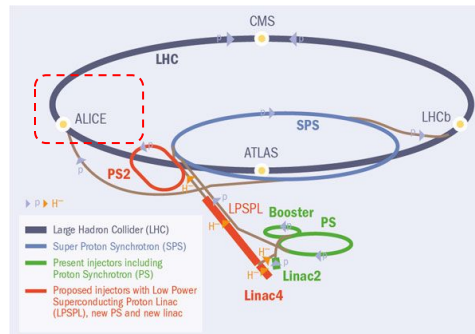 CMS
p
p
LHC
ALICE
LHCb
p
p
SPS
p
PS2
ATLAS
H⁻
p
LPSPL
p
H⁻
Booster
PS
H⁻
p
p
Linac2
H⁻
Linac4
p H⁻
Large Hadron Collider (LHC)
Super Proton Synchrotron (SPS)
Present injectors including
Proton Synchrotron (PS)
Proposed injectors with Low Power
Superconducting Proton Linac
(LPSPL), new PS and new linac